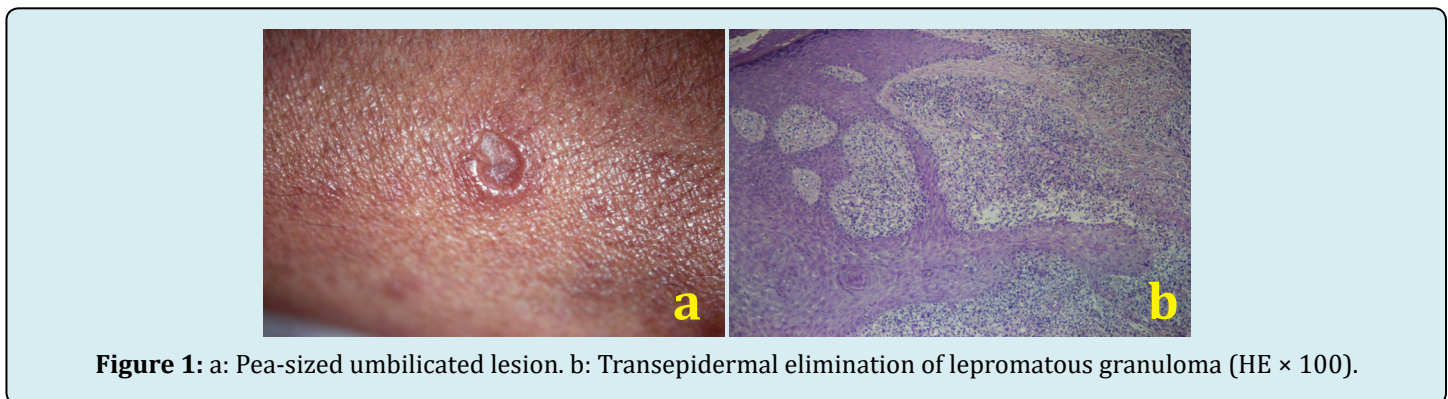 a
b
Figure 1: a: Pea-sized umbilicated lesion. b: Transepidermal elimination of lepromatous granuloma (HE × 100).